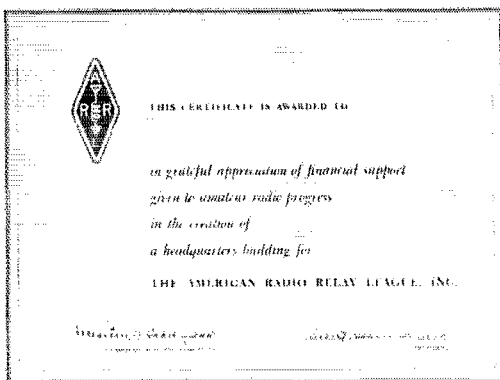 THIS CERTIFICATE IS AWARDED TO
in grateful appreciation of financial support
given to amateur radio progress
in the creation of
a headquarters building for
THE AMERICAN RADIO RELAY LEAGUE, INC.